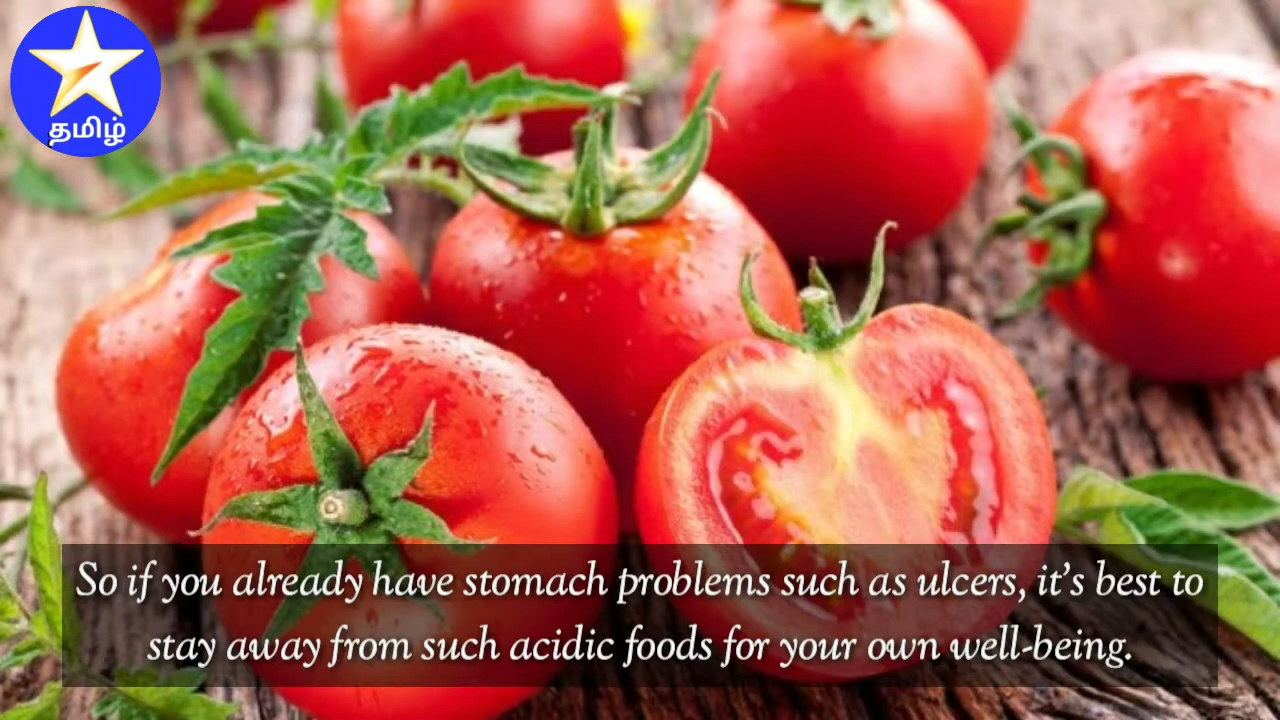 தமிழ்
So if you already have stomach problems such as ulcers, it's best to
stay away from such acidic foods for your own well-being.